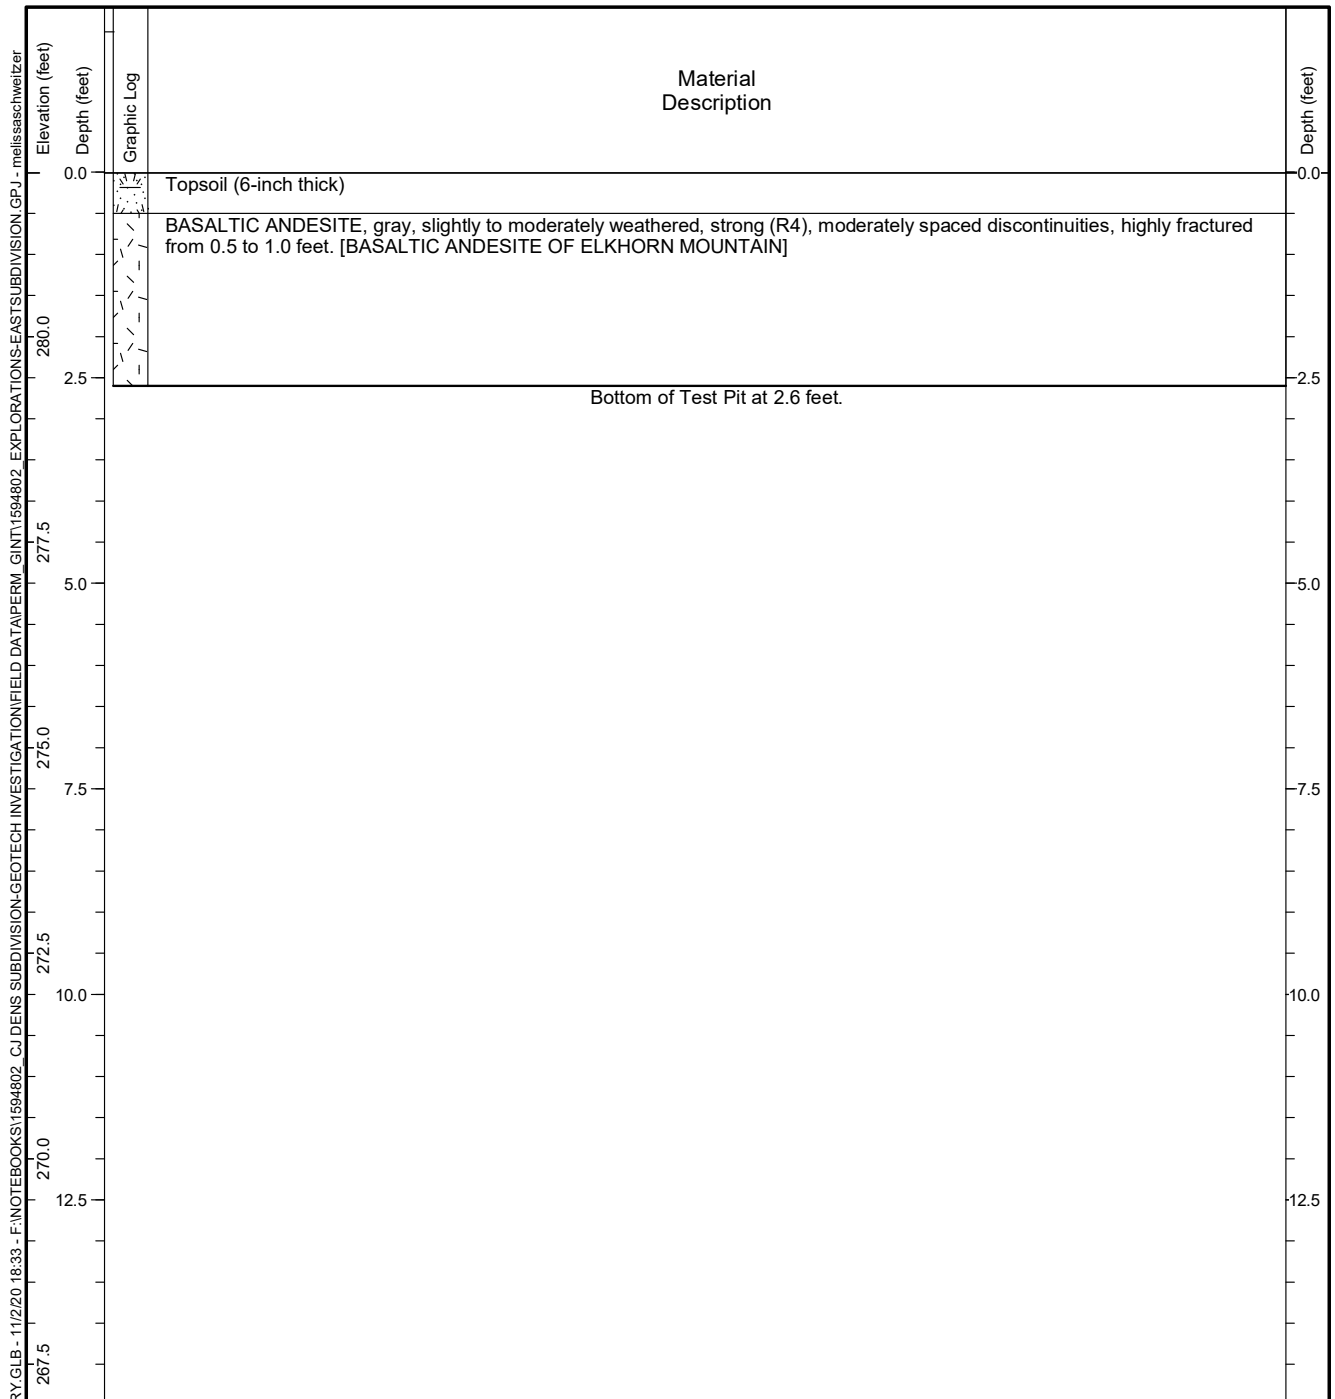 RY.GLB - 11/2/20 18:33 - F:\NOTEBOOKS\1594802_CJ DENS SUBDIVISION-GEOTECH INVESTIGATION\FIELD DATA\PERM_GINT\1594802_EXPLORATIONS-EASTSUBDIVISION.GPJ - melissaschweitzer
Elevation (feet)
Depth (feet)
Graphic Log
Material
Description
Depth (feet)
0.0
Topsoil (6-inch thick)
0.0
BASALTIC ANDESITE, gray, slightly to moderately weathered, strong (R4), moderately spaced discontinuities, highly fractured
from 0.5 to 1.0 feet. [BASALTIC ANDESITE OF ELKHORN MOUNTAIN]
280.0
2.5
2.5
Bottom of Test Pit at 2.6 feet.
277.5
5.0
5.0
275.0
7.5
7.5
272.5
10.0
10.0
270.0
12.5
12.5
267.5